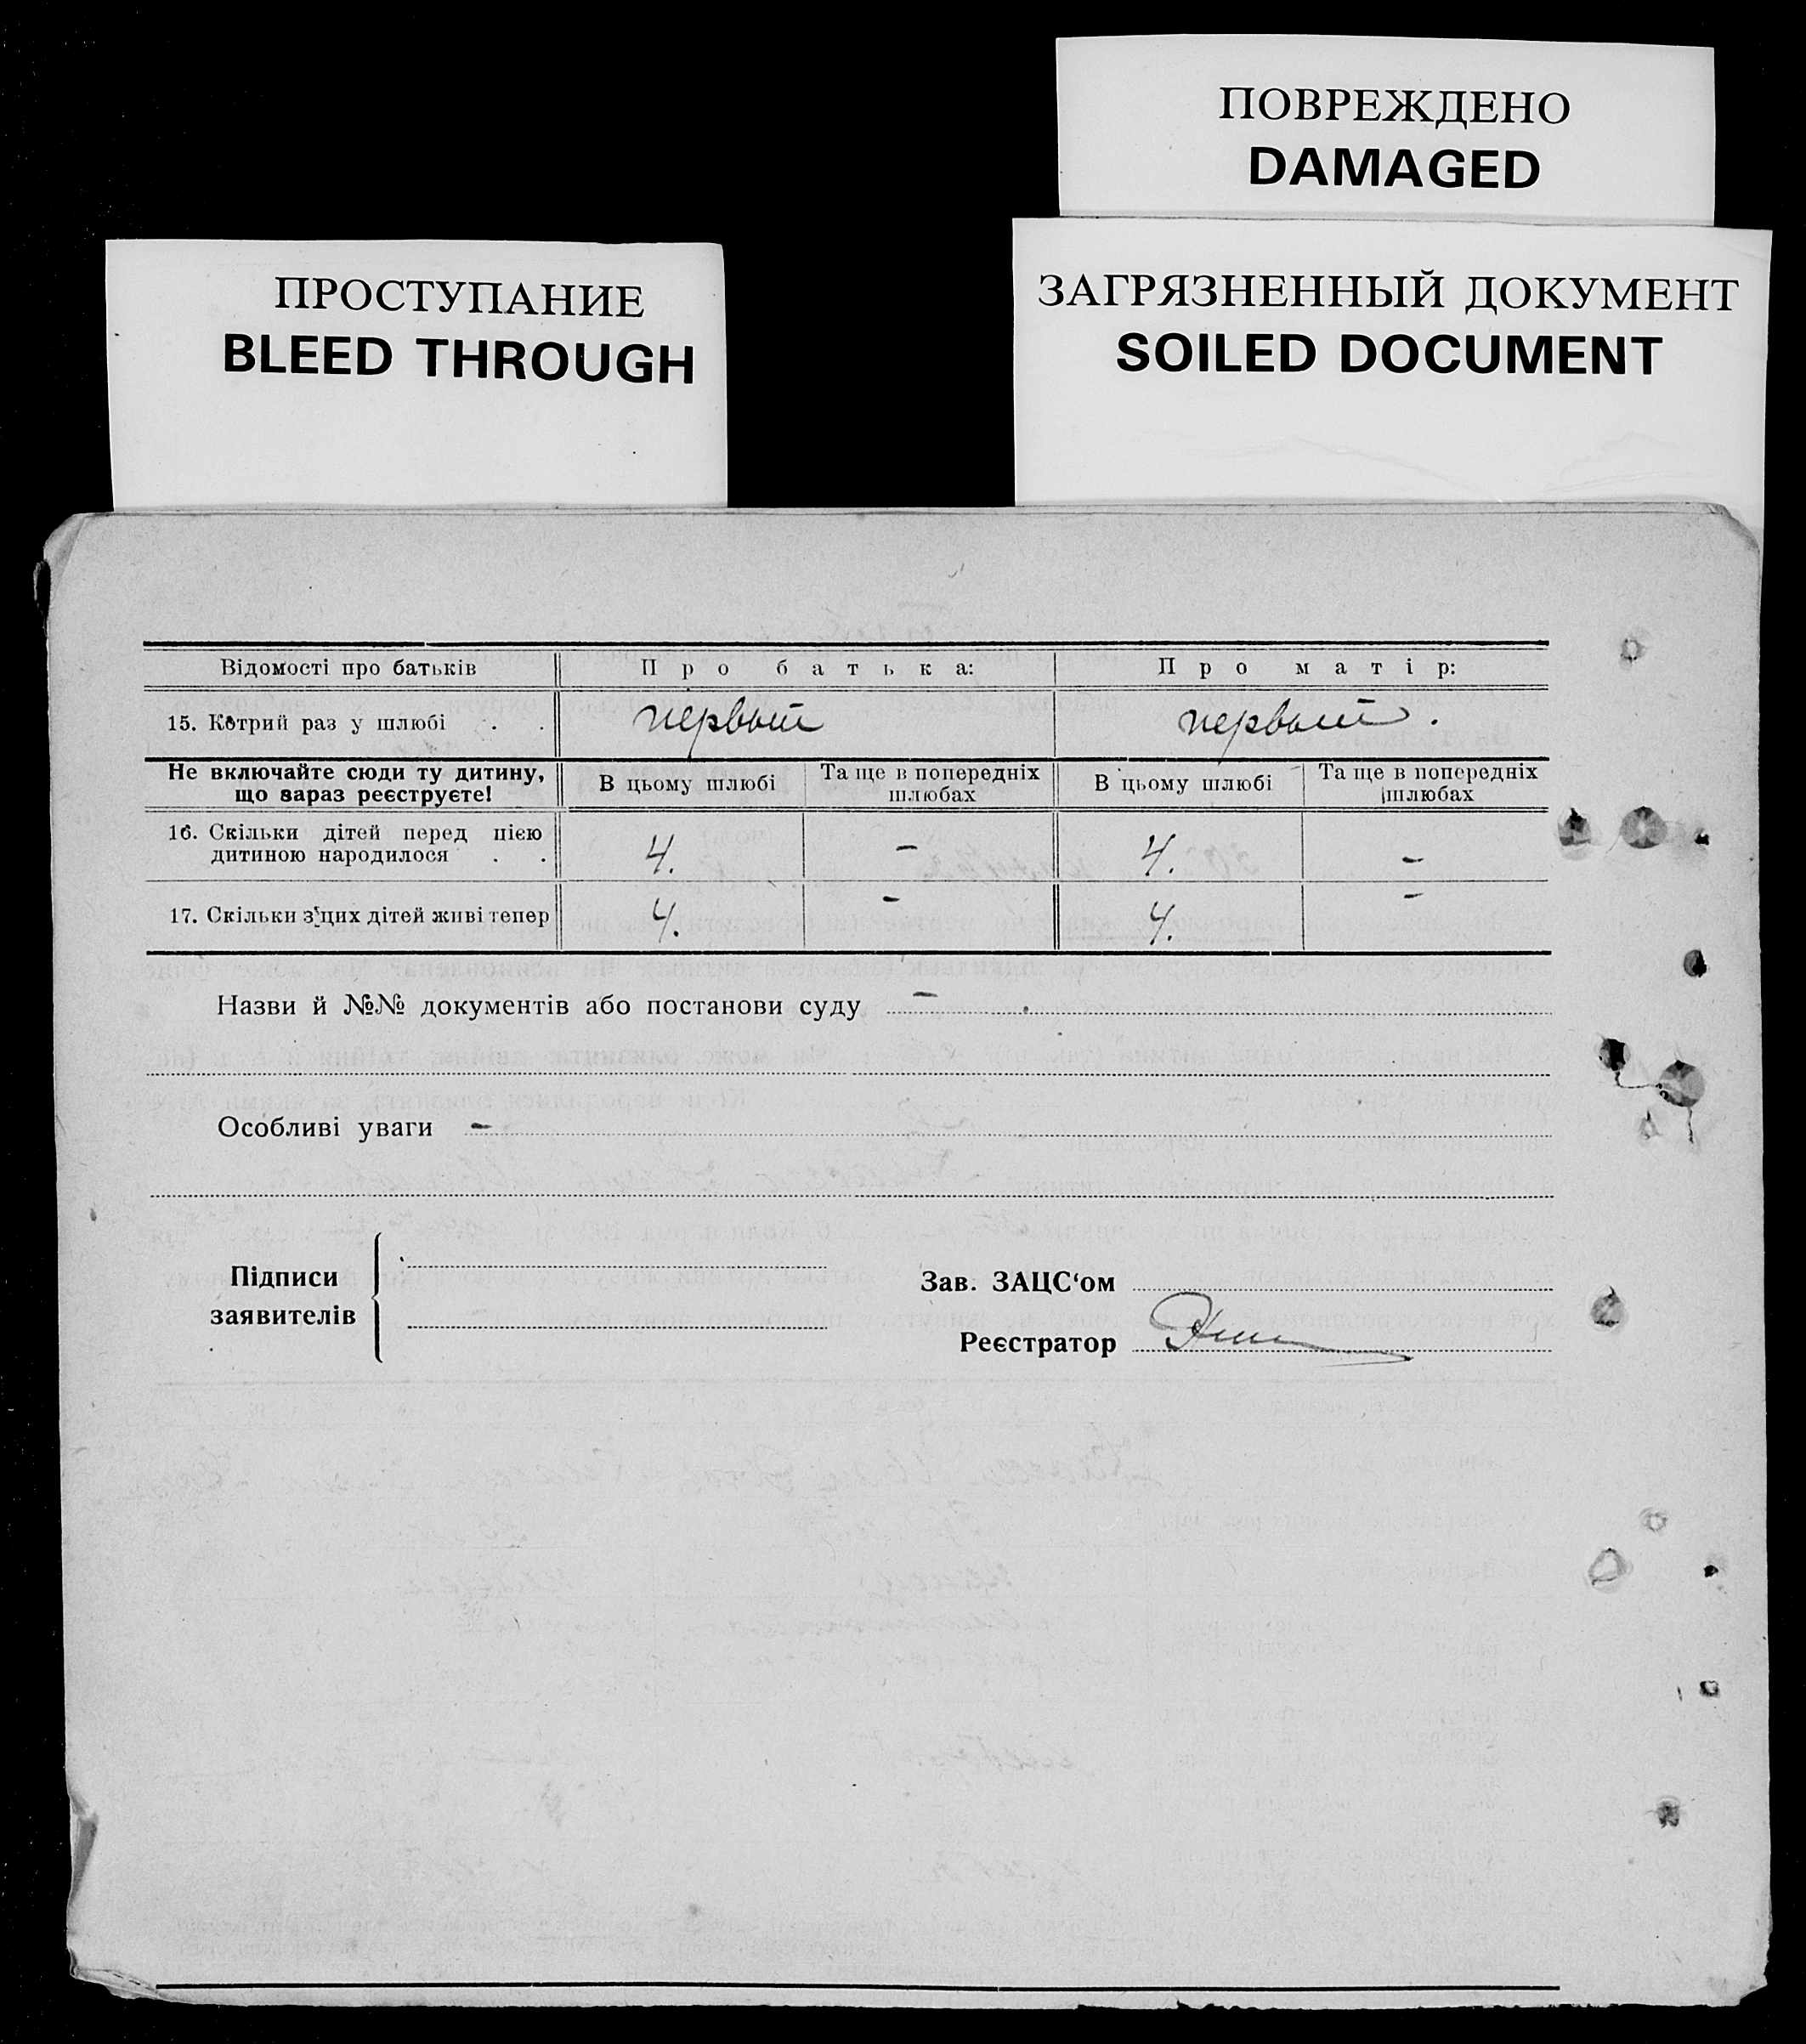 ПОВРЕЖДЕНО
DAMAGED
ПРОСТУПАНИЕ
BLEED THROUGH
ЗАГРЯЗНЕННЫЙ ДОКУМЕНТ
SOILED DOCUMENT
Відомості про батьків Про батька: Про матір:
15. Котрий раз у шлюбі . . первый первый.
Не включайте сюди ту дитину, що зараз реєструєте! В цьому шлюбі Та ще в попередніх шлюбах В цьому шлюбі Та ще в попередніх шлюбах
16. Скільки дітей перед цією
дитиною народилося . . 4. – 4. –
17. Скільки з цих дітей живі тепер 4. – 4. –
Назви й №№ документів або постанови суду –
Особливі уваги –
Підписи
заявителів
Зав. ЗАЦС‘ом
Реєстратор